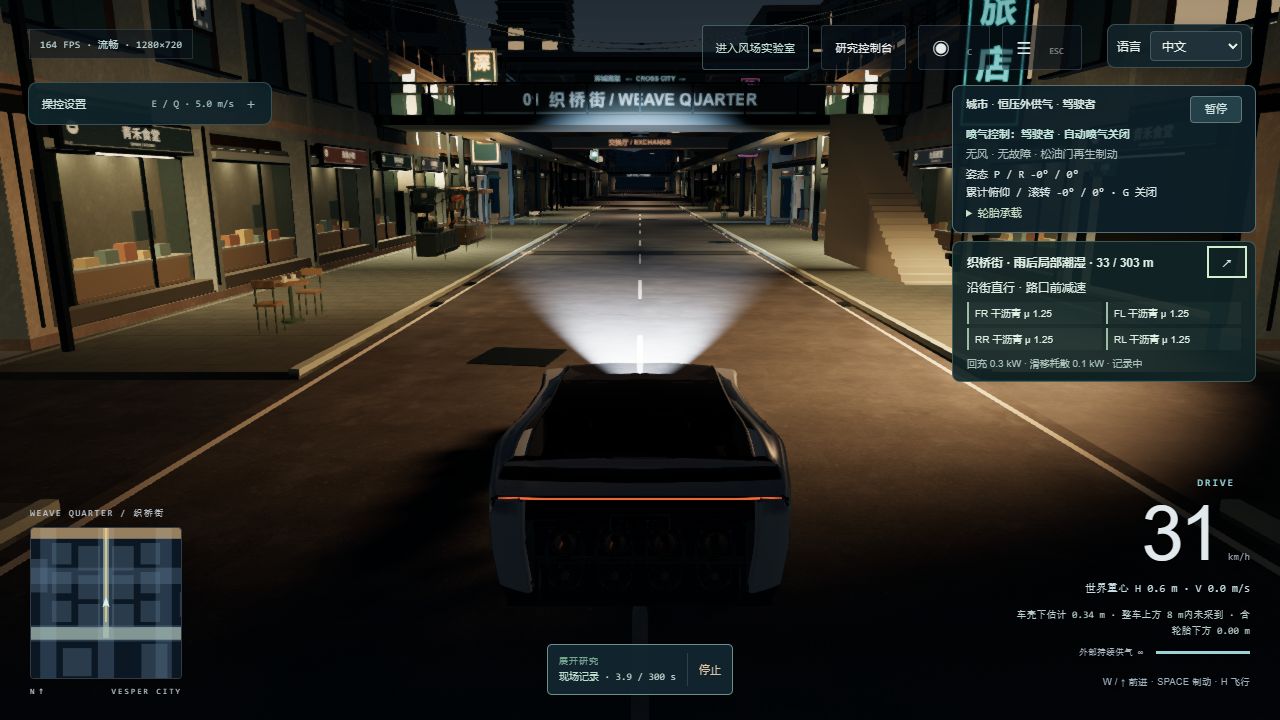 164 FPS · 流畅 · 1280×720
进入风场实验室
研究控制台
C
ESC
语言
中文
操控设置
E / Q · 5.0 m/s +
旅店
深
CROSS CITY
01 织桥街 / WEAVE QUARTER
交换厅 / EXCHANGE
青禾食堂
城市 · 恒压外供气 · 驾驶者
暂停
喷气控制: 驾驶者 · 自动喷气关闭
无风 · 无故障 · 松油门再生制动
姿态 P / R -0° / 0°
累计俯仰 / 滚转 -0° / 0° · G 关闭
▶ 轮胎承载
织桥街 · 雨后局部潮湿 · 33 / 303 m
↗
沿街直行 · 路口前减速
FR 干沥青 μ 1.25
FL 干沥青 μ 1.25
RR 干沥青 μ 1.25
RL 干沥青 μ 1.25
回充 0.3 kW · 滑移耗散 0.1 kW · 记录中
DRIVE
31 km/h
世界重心 H 0.6 m · V 0.0 m/s
车壳下估计 0.34 m · 整车上方 8 m内未采到 · 含
轮胎下方 0.00 m
外部持续供气 ∞
W / ↑ 前进 · SPACE 制动 · H 飞行
WEAVE QUARTER / 织桥街
N ↑
VESPER CITY
展开研究
现场记录 · 3.9 / 300 s
停止